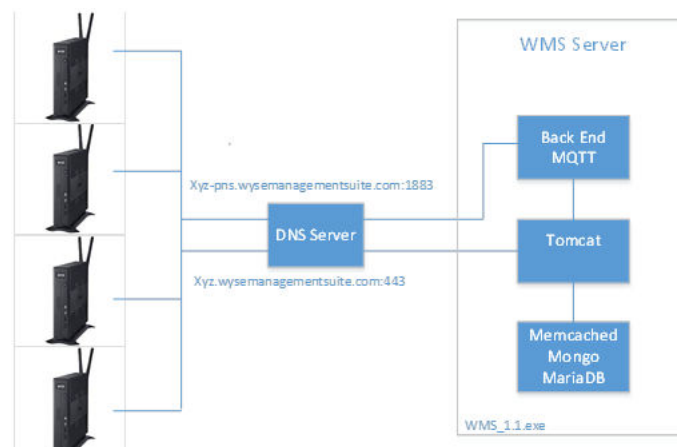 WMS Server
Back End
MQTT
Xyz-pns.wysemanagementsuite.com:1883
DNS Server
Tomcat
Xyz.wysemanagementsuite.com:443
Memcached
Mongo
MariaDB
WMS_1.1.exe